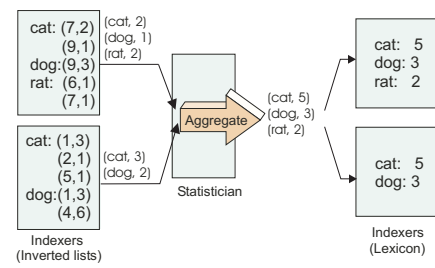 cat: (7,2)
(9,1)
dog:(9,3)
rat: (6,1)
(7,1)
(cat, 2)
(dog, 1)
(rat, 2)
cat: (1,3)
(2,1)
(5,1)
dog:(1,3)
(4,6)
(cat, 3)
(dog, 2)
Indexers
(Inverted lists)
Aggregate
Statistician
(cat, 5)
(dog, 3)
(rat, 2)
cat: 5
dog: 3
rat: 2
cat: 5
dog: 3
Indexers
(Lexicon)